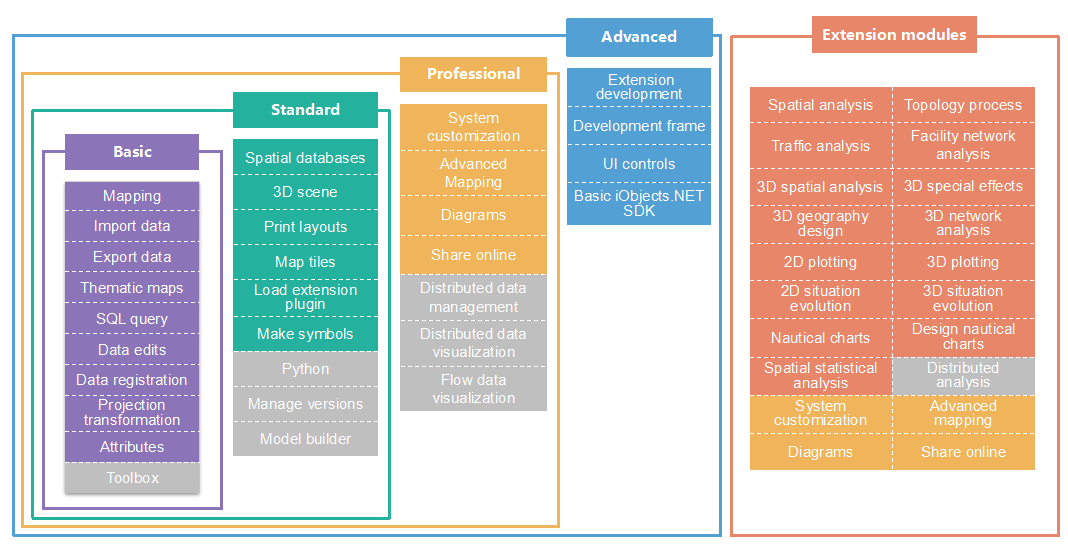 Advanced
Extension modules
Professional
Standard
Basic
Mapping
Import data
Export data
Thematic maps
SQL query
Data edits
Data registration
Projection
transformation
Attributes
Toolbox
Spatial databases
3D scene
Print layouts
Map tiles
Load extension
plugin
Make symbols
Python
Manage versions
Model builder
System
customization
Advanced
Mapping
Diagrams
Share online
Distributed data
management
Distributed data
visualization
Flow data
visualization
Extension
development
Development frame
UI controls
Basic iObjects.NET
SDK
Spatial analysis
Topology process
Traffic analysis
Facility network
analysis
3D spatial analysis
3D special effects
3D geography
design
3D network
analysis
2D plotting
3D plotting
2D situation
evolution
3D situation
evolution
Nautical charts
Design nautical
charts
Spatial statistical
analysis
Distributed
analysis
System
customization
Advanced
mapping
Diagrams
Share online